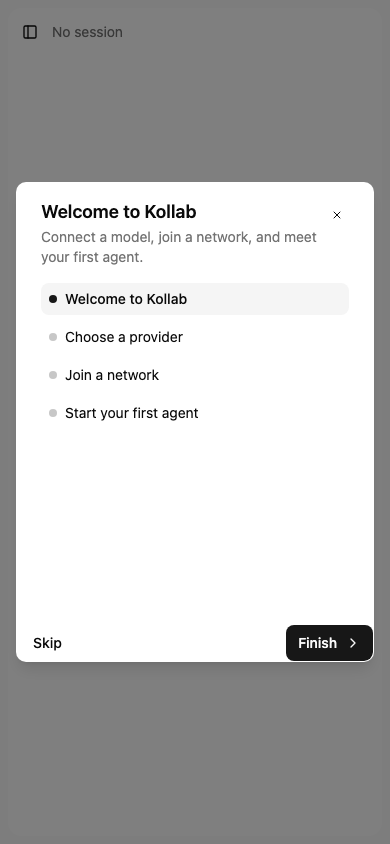 No session
Welcome to Kollab
Connect a model, join a network, and meet
your first agent.
Welcome to Kollab
Choose a provider
Join a network
Start your first agent
Skip
Finish